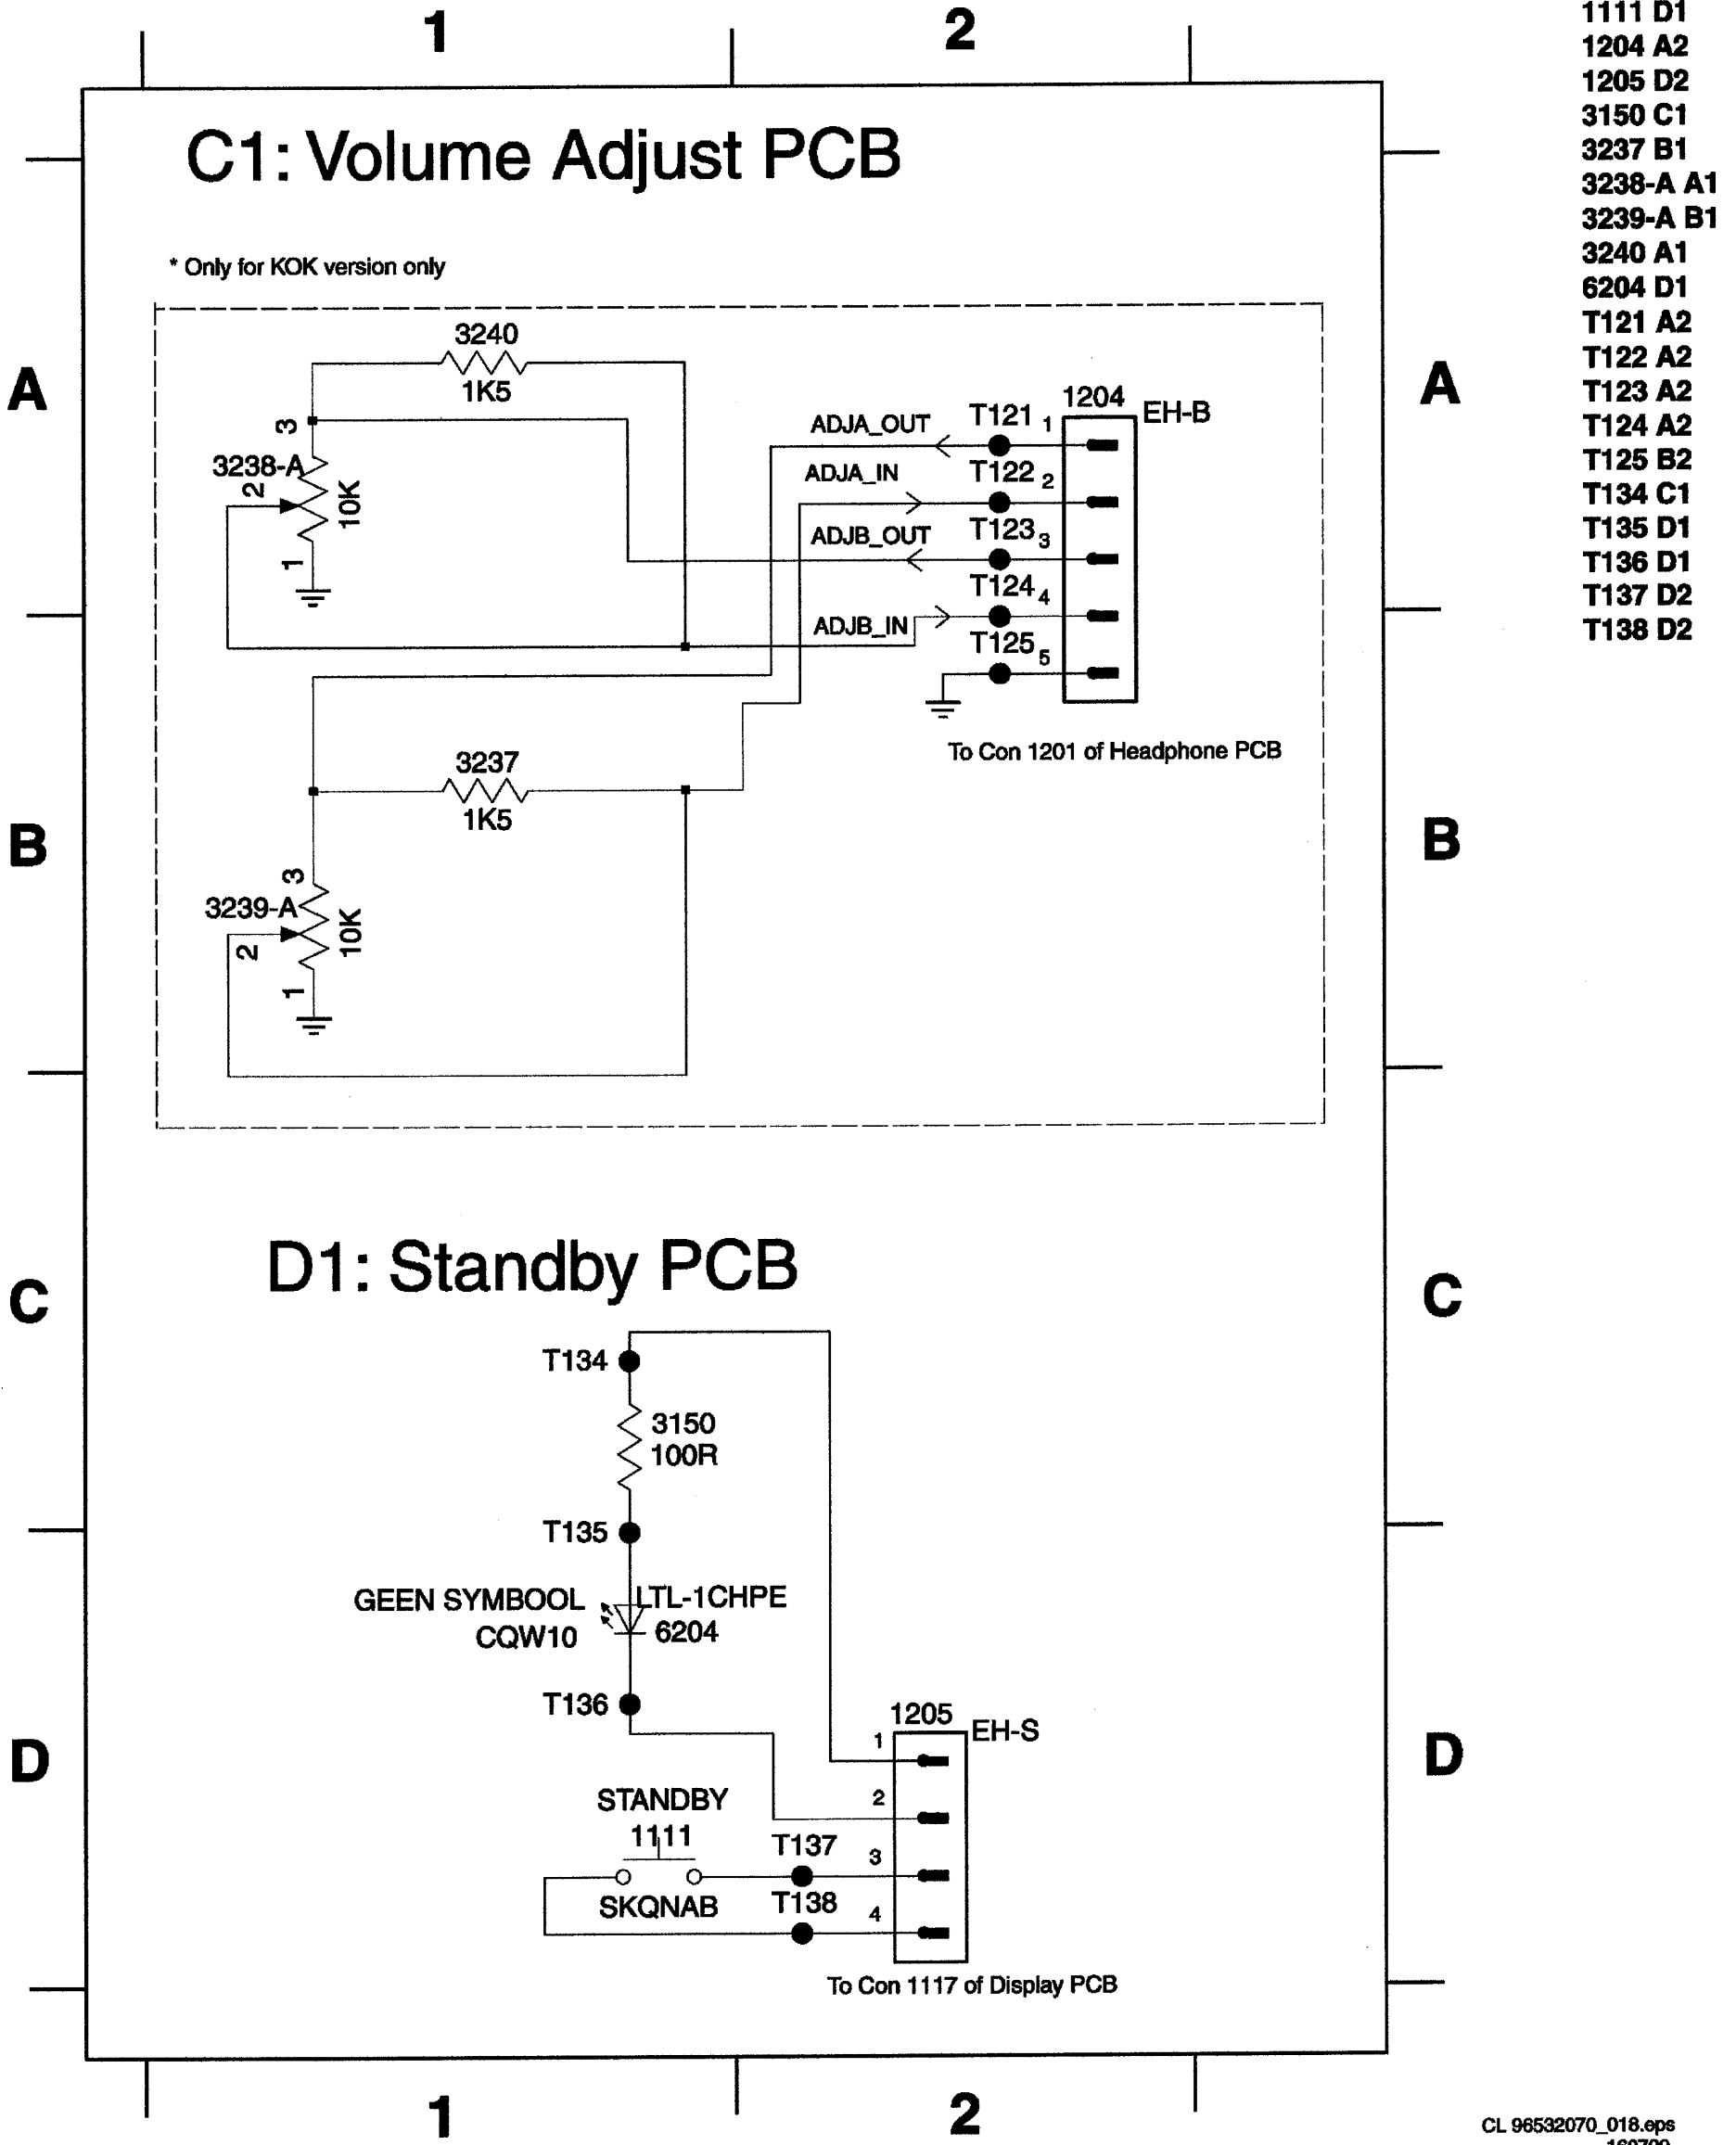 1
2
1111 D1
1204 A2
1205 D2
3150 C1
3237 B1
3238-A A1
3239-A B1
3240 A1
6204 D1
T121 A2
T122 A2
T123 A2
T124 A2
T125 B2
T134 C1
T135 D1
T136 D1
T137 D2
T138 D2
C1: Volume Adjust PCB
* Only for KOK version only
A
A
3240
1K5
3
3238-A
2
10K
1
ADJA_OUT
T121
1
1204
EH-B
ADJA_IN
T122
2
ADJB_OUT
T123
3
T124
4
ADJB_IN
T125
5
To Con 1201 of Headphone PCB
B
B
3237
1K5
3
3239-A
2
10K
1
D1: Standby PCB
C
C
T134
3150
100R
T135
GEEN SYMBOOL
LTL-1CHPE
CQW10
6204
T136
D
D
1205
EH-S
1
2
STANDBY
1111
T137
3
SKQNAB
T138
4
To Con 1117 of Display PCB
1
2
CL 96532070_018.eps